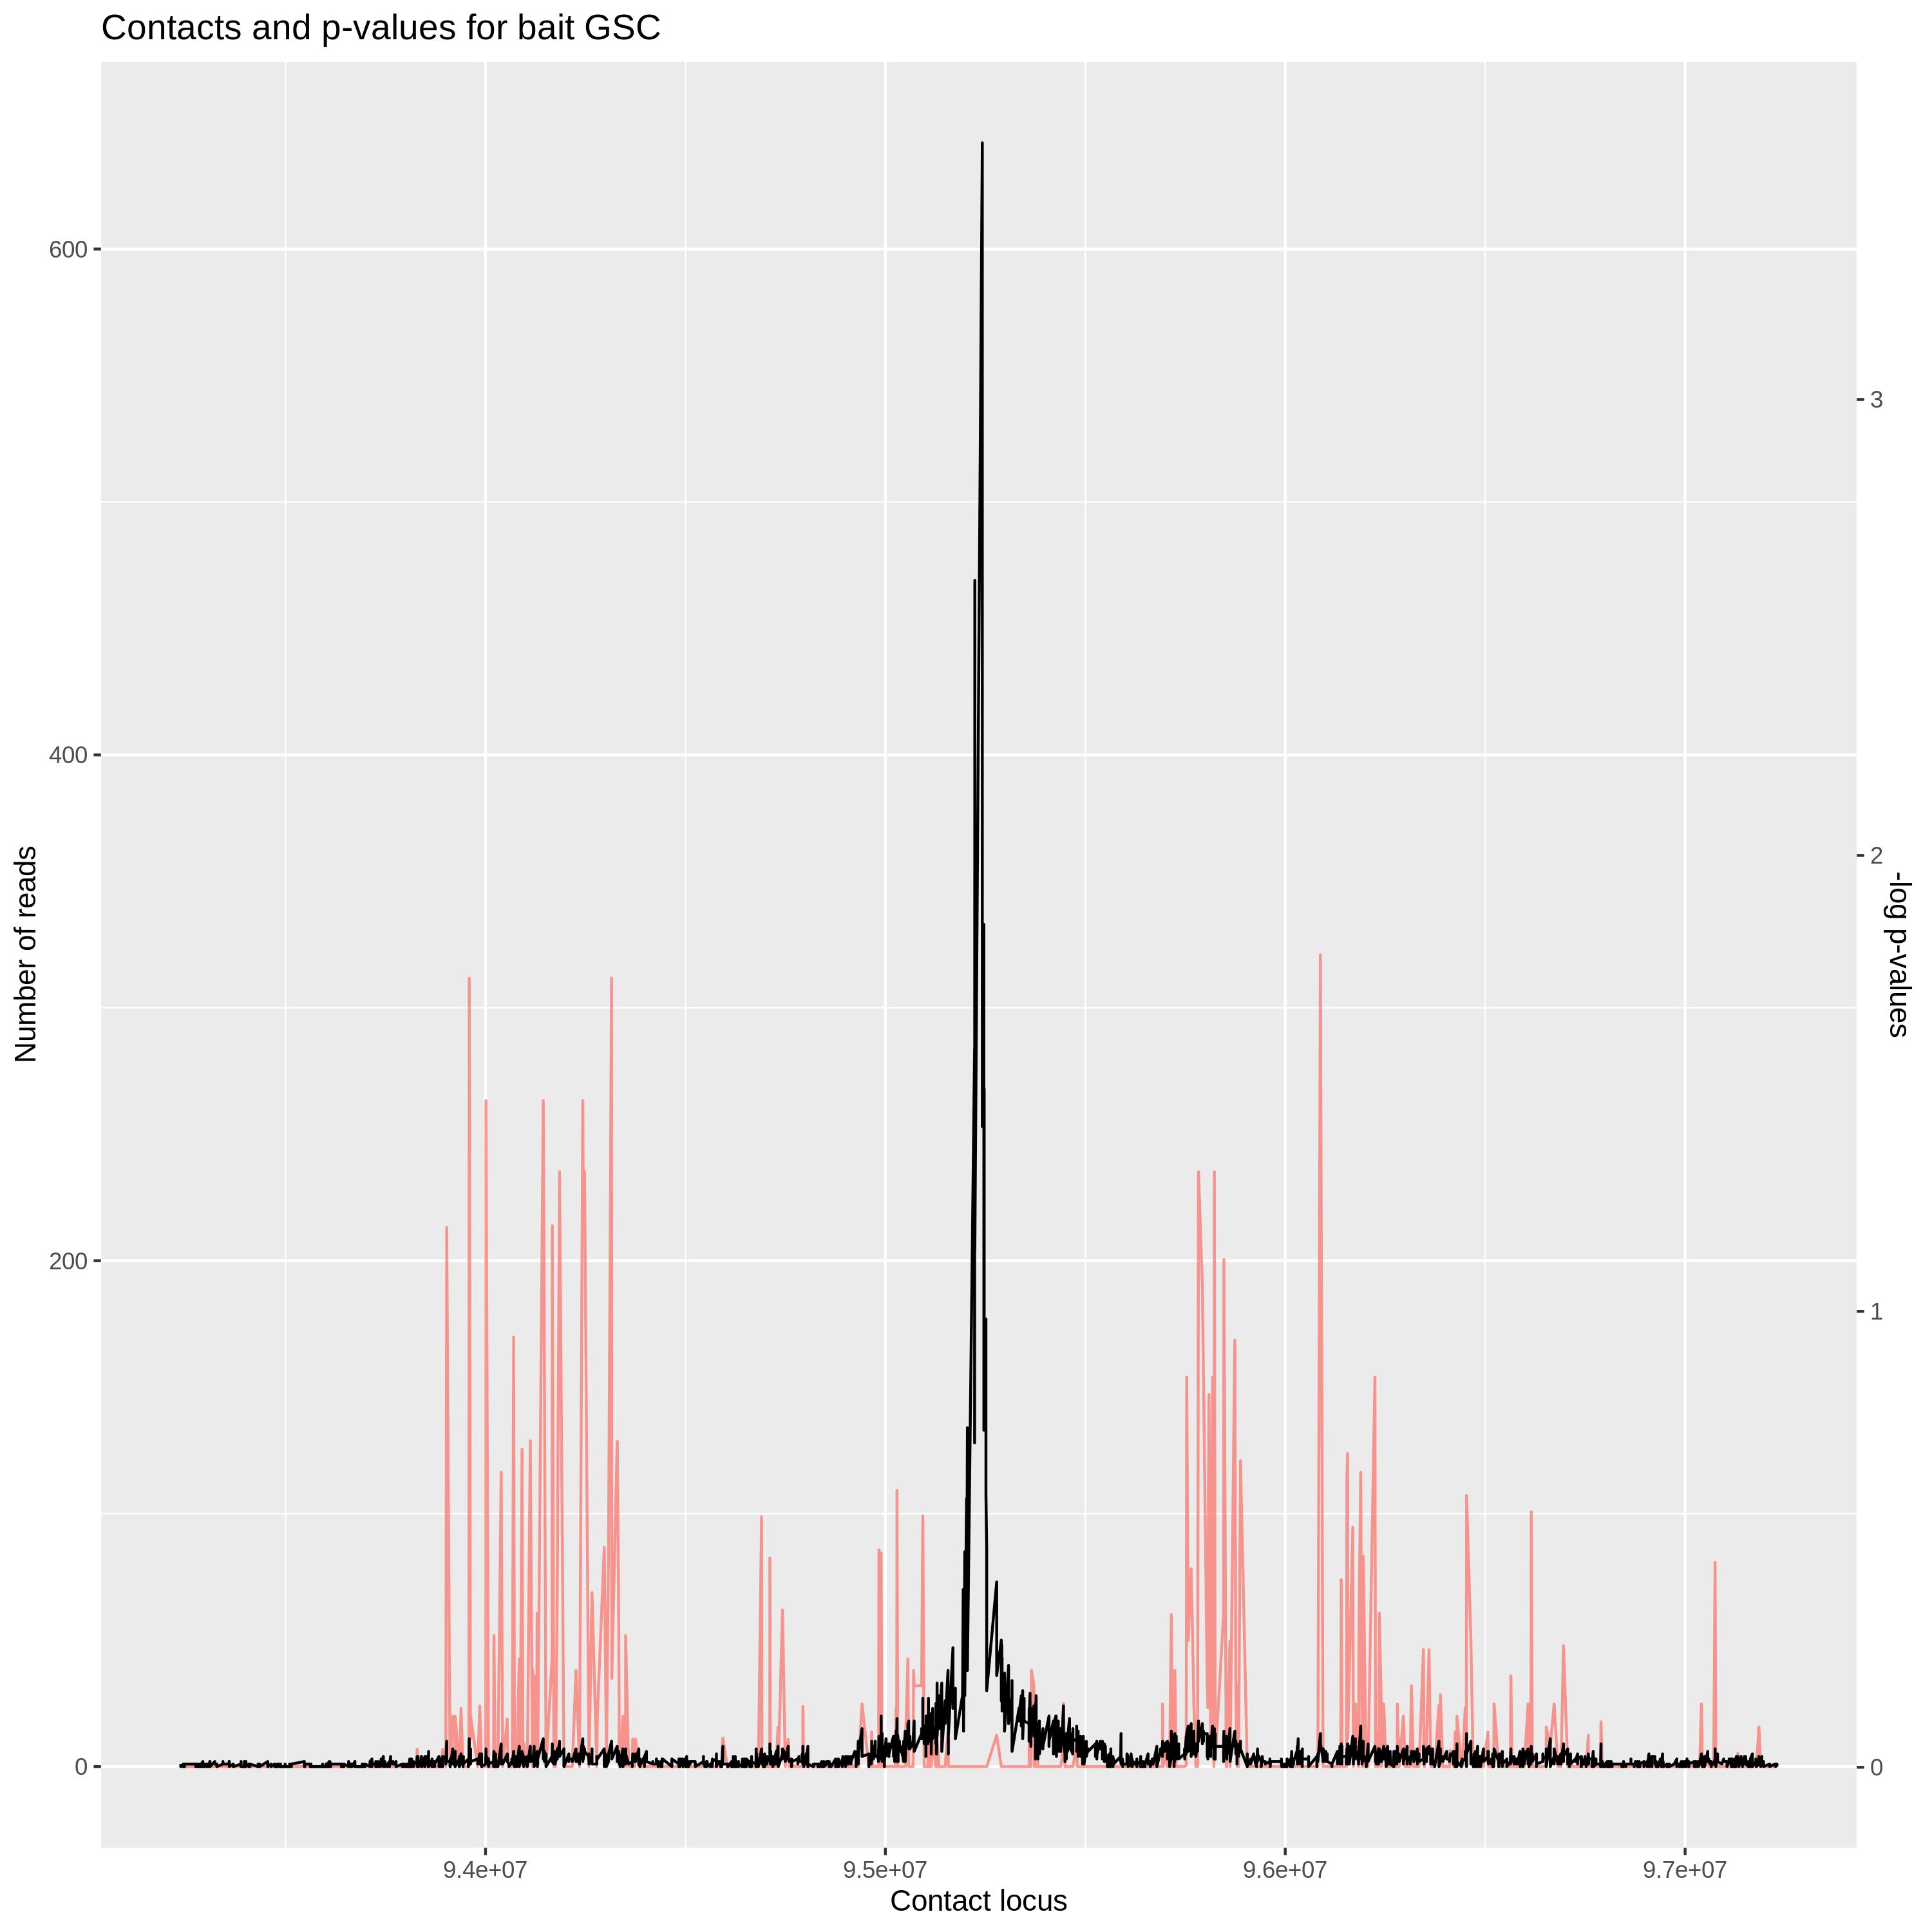 Contacts and p-values for bait GSC
600
400
200
0
Number of reads
3
2
1
0
-log p-values
9.4e+07
9.5e+07
9.6e+07
9.7e+07
Contact locus